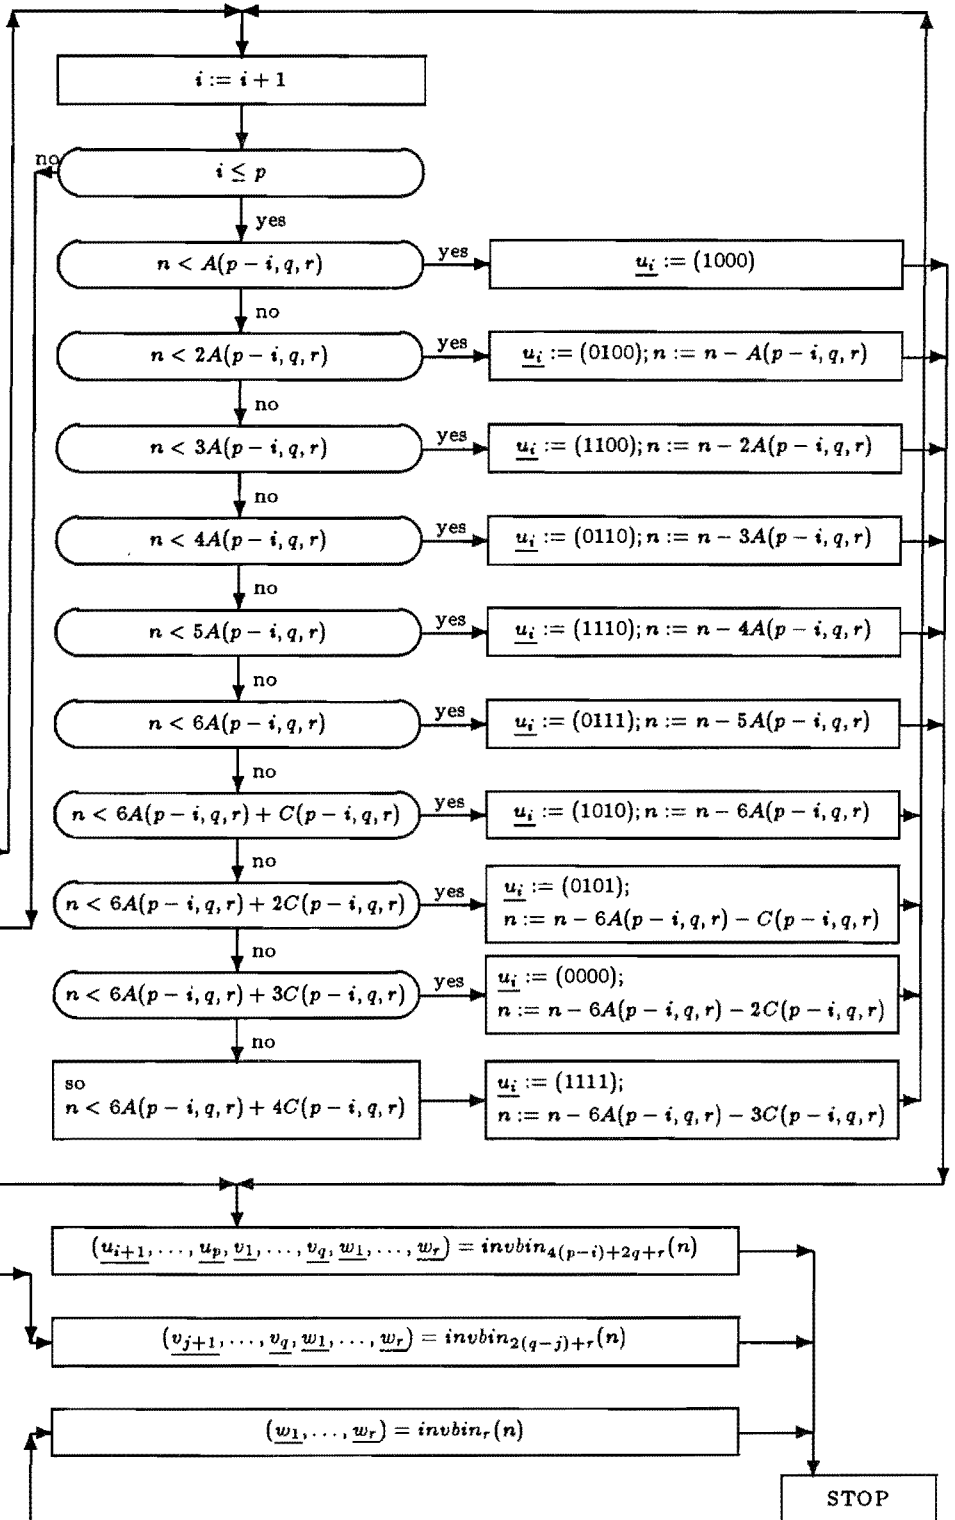 i := i + 1
no
i ≤ p
yes
n < A(p − i, q, r)
yes
u_i := (1000)
no
n < 2A(p − i, q, r)
yes
u_i := (0100); n := n − A(p − i, q, r)
no
n < 3A(p − i, q, r)
yes
u_i := (1100); n := n − 2A(p − i, q, r)
no
n < 4A(p − i, q, r)
yes
u_i := (0110); n := n − 3A(p − i, q, r)
no
n < 5A(p − i, q, r)
yes
u_i := (1110); n := n − 4A(p − i, q, r)
no
n < 6A(p − i, q, r)
yes
u_i := (0111); n := n − 5A(p − i, q, r)
no
n < 6A(p − i, q, r) + C(p − i, q, r)
yes
u_i := (1010); n := n − 6A(p − i, q, r)
no
n < 6A(p − i, q, r) + 2C(p − i, q, r)
yes
u_i := (0101);
n := n − 6A(p − i, q, r) − C(p − i, q, r)
no
n < 6A(p − i, q, r) + 3C(p − i, q, r)
yes
u_i := (0000);
n := n − 6A(p − i, q, r) − 2C(p − i, q, r)
no
so
n < 6A(p − i, q, r) + 4C(p − i, q, r)
u_i := (1111);
n := n − 6A(p − i, q, r) − 3C(p − i, q, r)
(u_{i+1}, . . . , u_p, v_1, . . . , v_q, w_1, . . . , w_r) = invbin_{4(p−i)+2q+r}(n)
(v_{j+1}, . . . , v_q, w_1, . . . , w_r) = invbin_{2(q−j)+r}(n)
(w_1, . . . , w_r) = invbin_r(n)
STOP